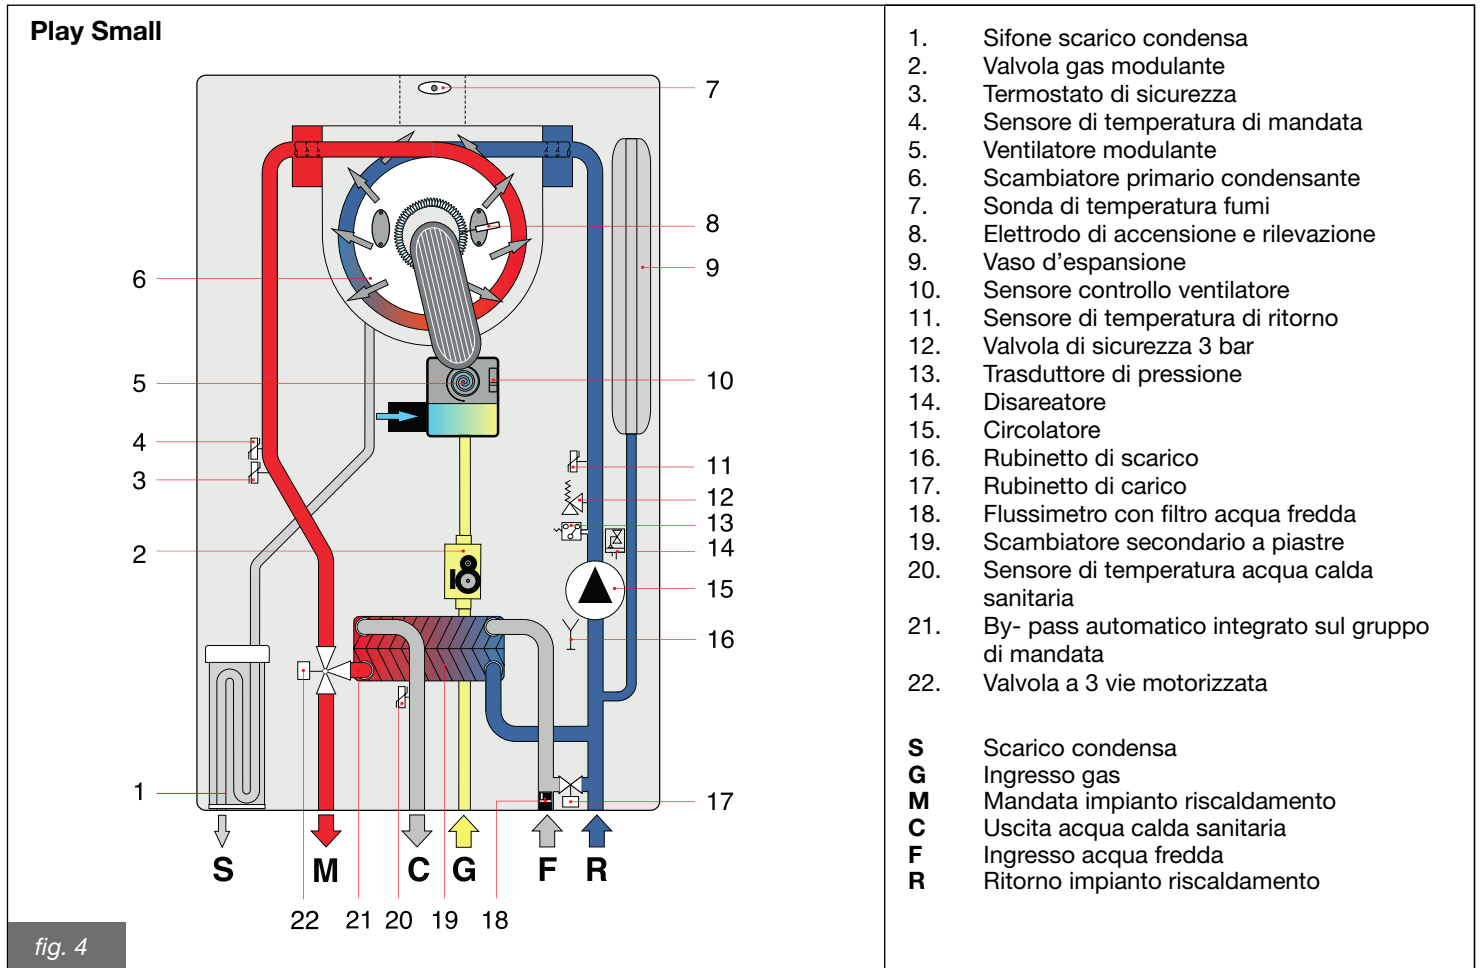 Play Small
7
8
6
9
5
10
4
3
11
12
13
2
14
15
16
1
18
17
S M C G F R
22 21 20 19 18
fig. 4
1. Sifone scarico condensa
2. Valvola gas modulante
3. Termostato di sicurezza
4. Sensore di temperatura di mandata
5. Ventilatore modulante
6. Scambiatore primario condensante
7. Sonda di temperatura fumi
8. Elettrodo di accensione e rilevazione
9. Vaso d’espansione
10. Sensore controllo ventilatore
11. Sensore di temperatura di ritorno
12. Valvola di sicurezza 3 bar
13. Trasduttore di pressione
14. Disareatore
15. Circolatore
16. Rubinetto di scarico
17. Rubinetto di carico
18. Flussimetro con filtro acqua fredda
19. Scambiatore secondario a piastre
20. Sensore di temperatura acqua calda
sanitaria
21. By- pass automatico integrato sul gruppo
di mandata
22. Valvola a 3 vie motorizzata
S Scarico condensa
G Ingresso gas
M Mandata impianto riscaldamento
C Uscita acqua calda sanitaria
F Ingresso acqua fredda
R Ritorno impianto riscaldamento